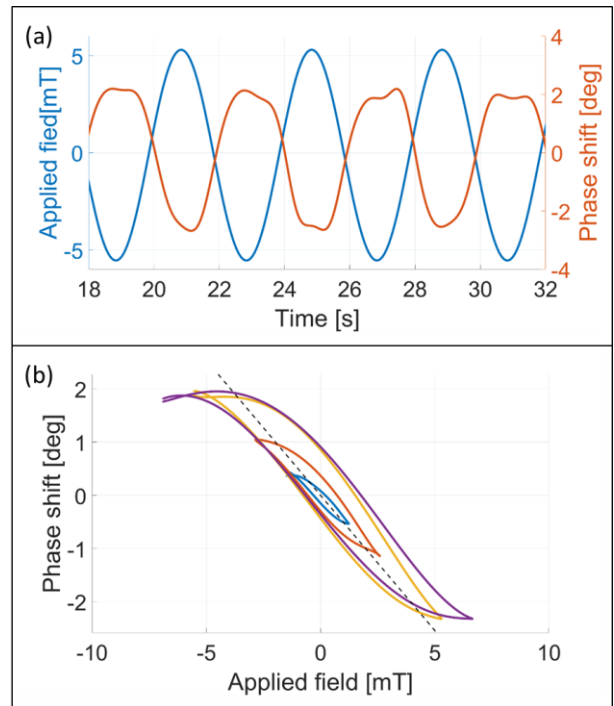 (a)
Applied fied[mT]
5
0
-5
4
2
0
-2
-4
Phase shift [deg]
18 20 22 24 26 28 30 32
Time [s]
(b)
Phase shift [deg]
2
1
0
-1
-2
-10 -5 0 5 10
Applied field [mT]